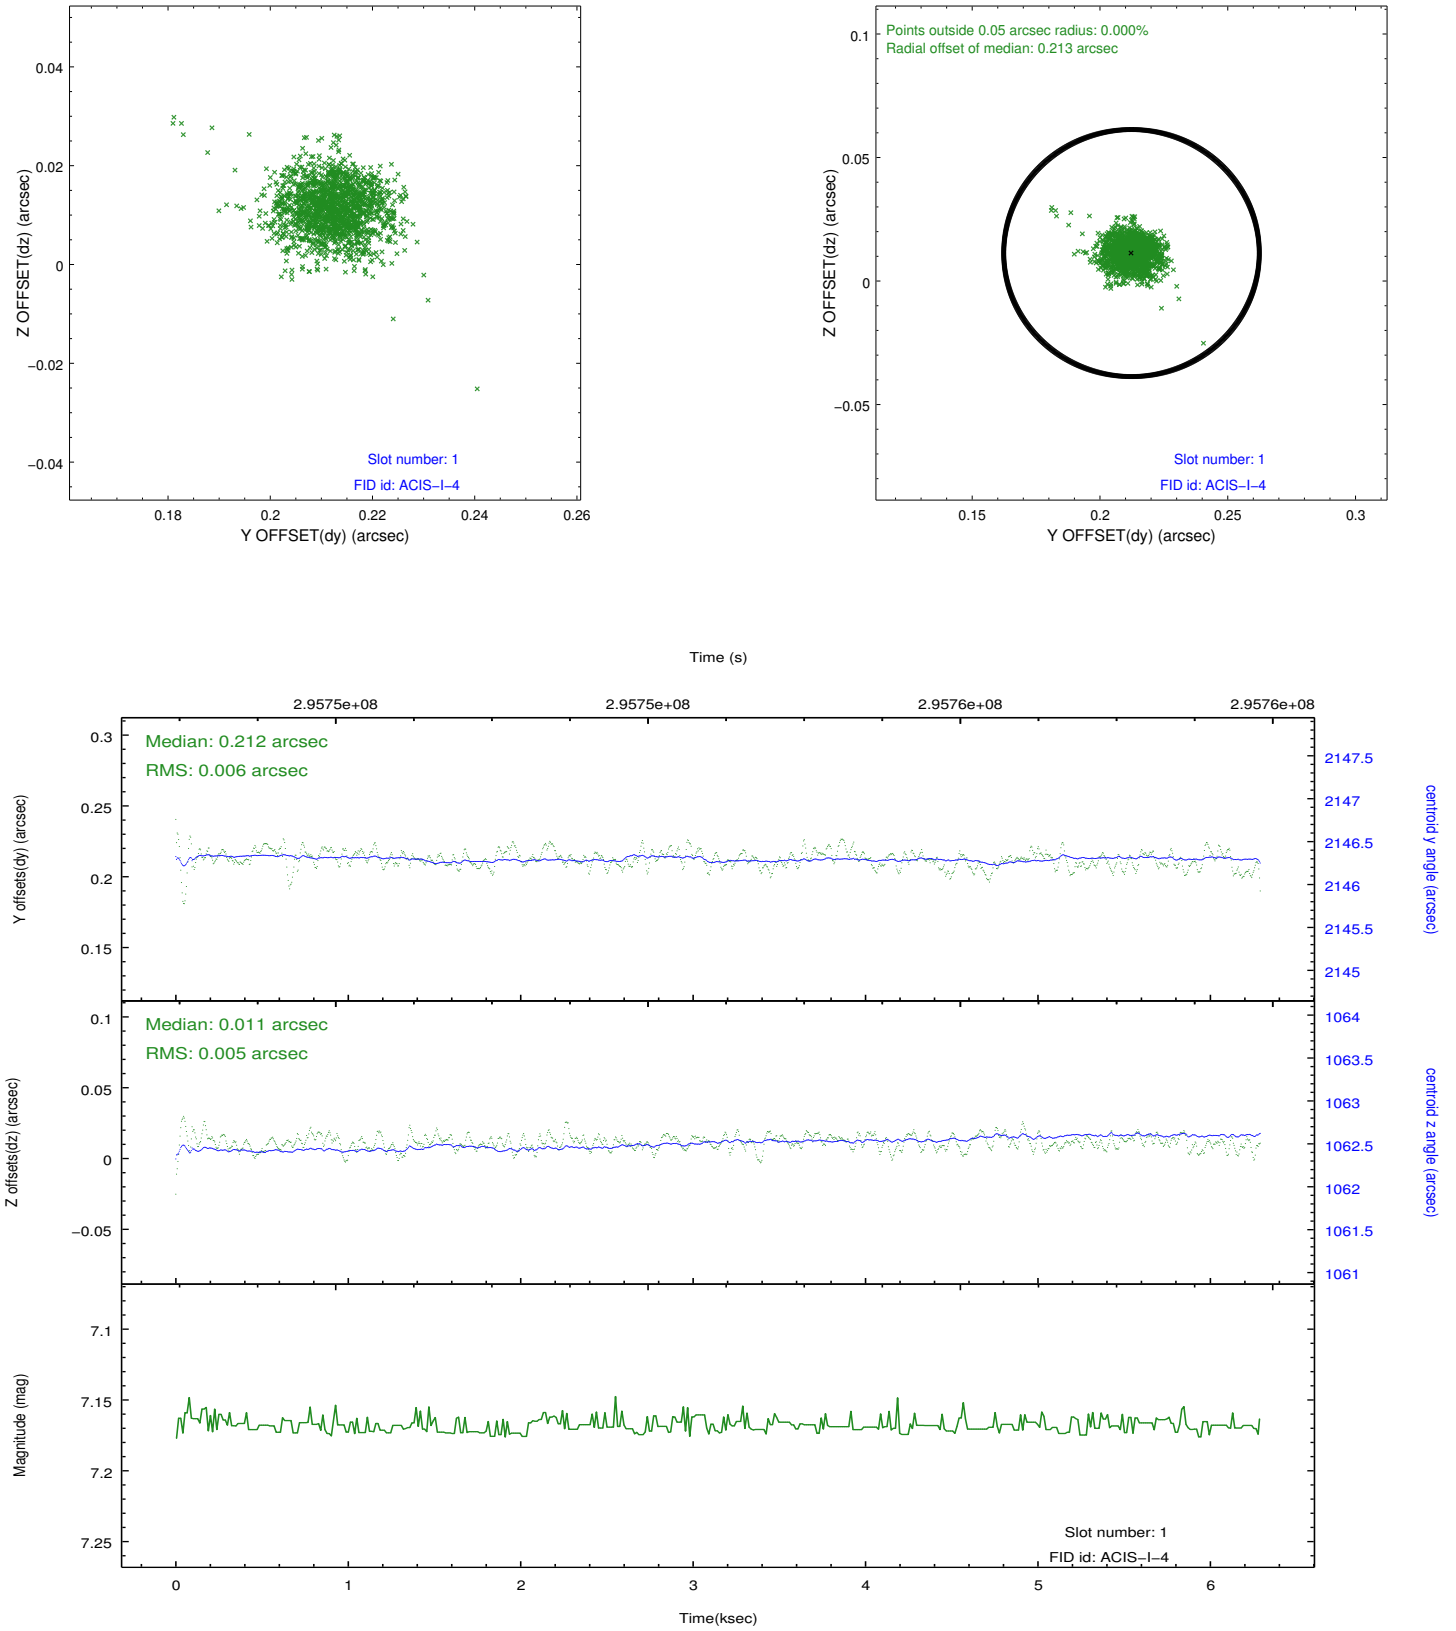 0.04
0.02
0
−0.02
−0.04
Z OFFSET(dz) (arcsec)
Slot number: 1
FID id: ACIS−I−4
0.18 0.2 0.22 0.24 0.26
Y OFFSET(dy) (arcsec)
Points outside 0.05 arcsec radius: 0.000%
Radial offset of median: 0.213 arcsec
0.1
0.05
0
−0.05
Z OFFSET(dz) (arcsec)
Slot number: 1
FID id: ACIS−I−4
0.15 0.2 0.25 0.3
Y OFFSET(dy) (arcsec)
Time (s)
2.9575e+08 2.9575e+08 2.9576e+08 2.9576e+08
Median: 0.212 arcsec
RMS: 0.006 arcsec
0.3
0.25
0.2
0.15
Y offsets(dy) (arcsec)
2147.5
2147
2146.5
2146
2145.5
2145
centroid y angle (arcsec)
Median: 0.011 arcsec
RMS: 0.005 arcsec
0.1
0.05
0
−0.05
Z offsets(dz) (arcsec)
1064
1063.5
1063
1062.5
1062
1061.5
1061
centroid z angle (arcsec)
7.1
7.15
7.2
7.25
Magnitude (mag)
Slot number: 1
FID id: ACIS−I−4
0 1 2 3 4 5 6
Time(ksec)